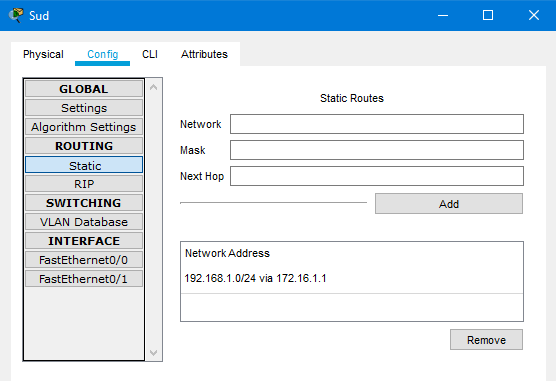 Sud
Physical Config CLI Attributes
GLOBAL
Settings
Algorithm Settings
ROUTING
Static
RIP
SWITCHING
VLAN Database
INTERFACE
FastEthernet0/0
FastEthernet0/1
Static Routes
Network
Mask
Next Hop
Add
Network Address
192.168.1.0/24 via 172.16.1.1
Remove